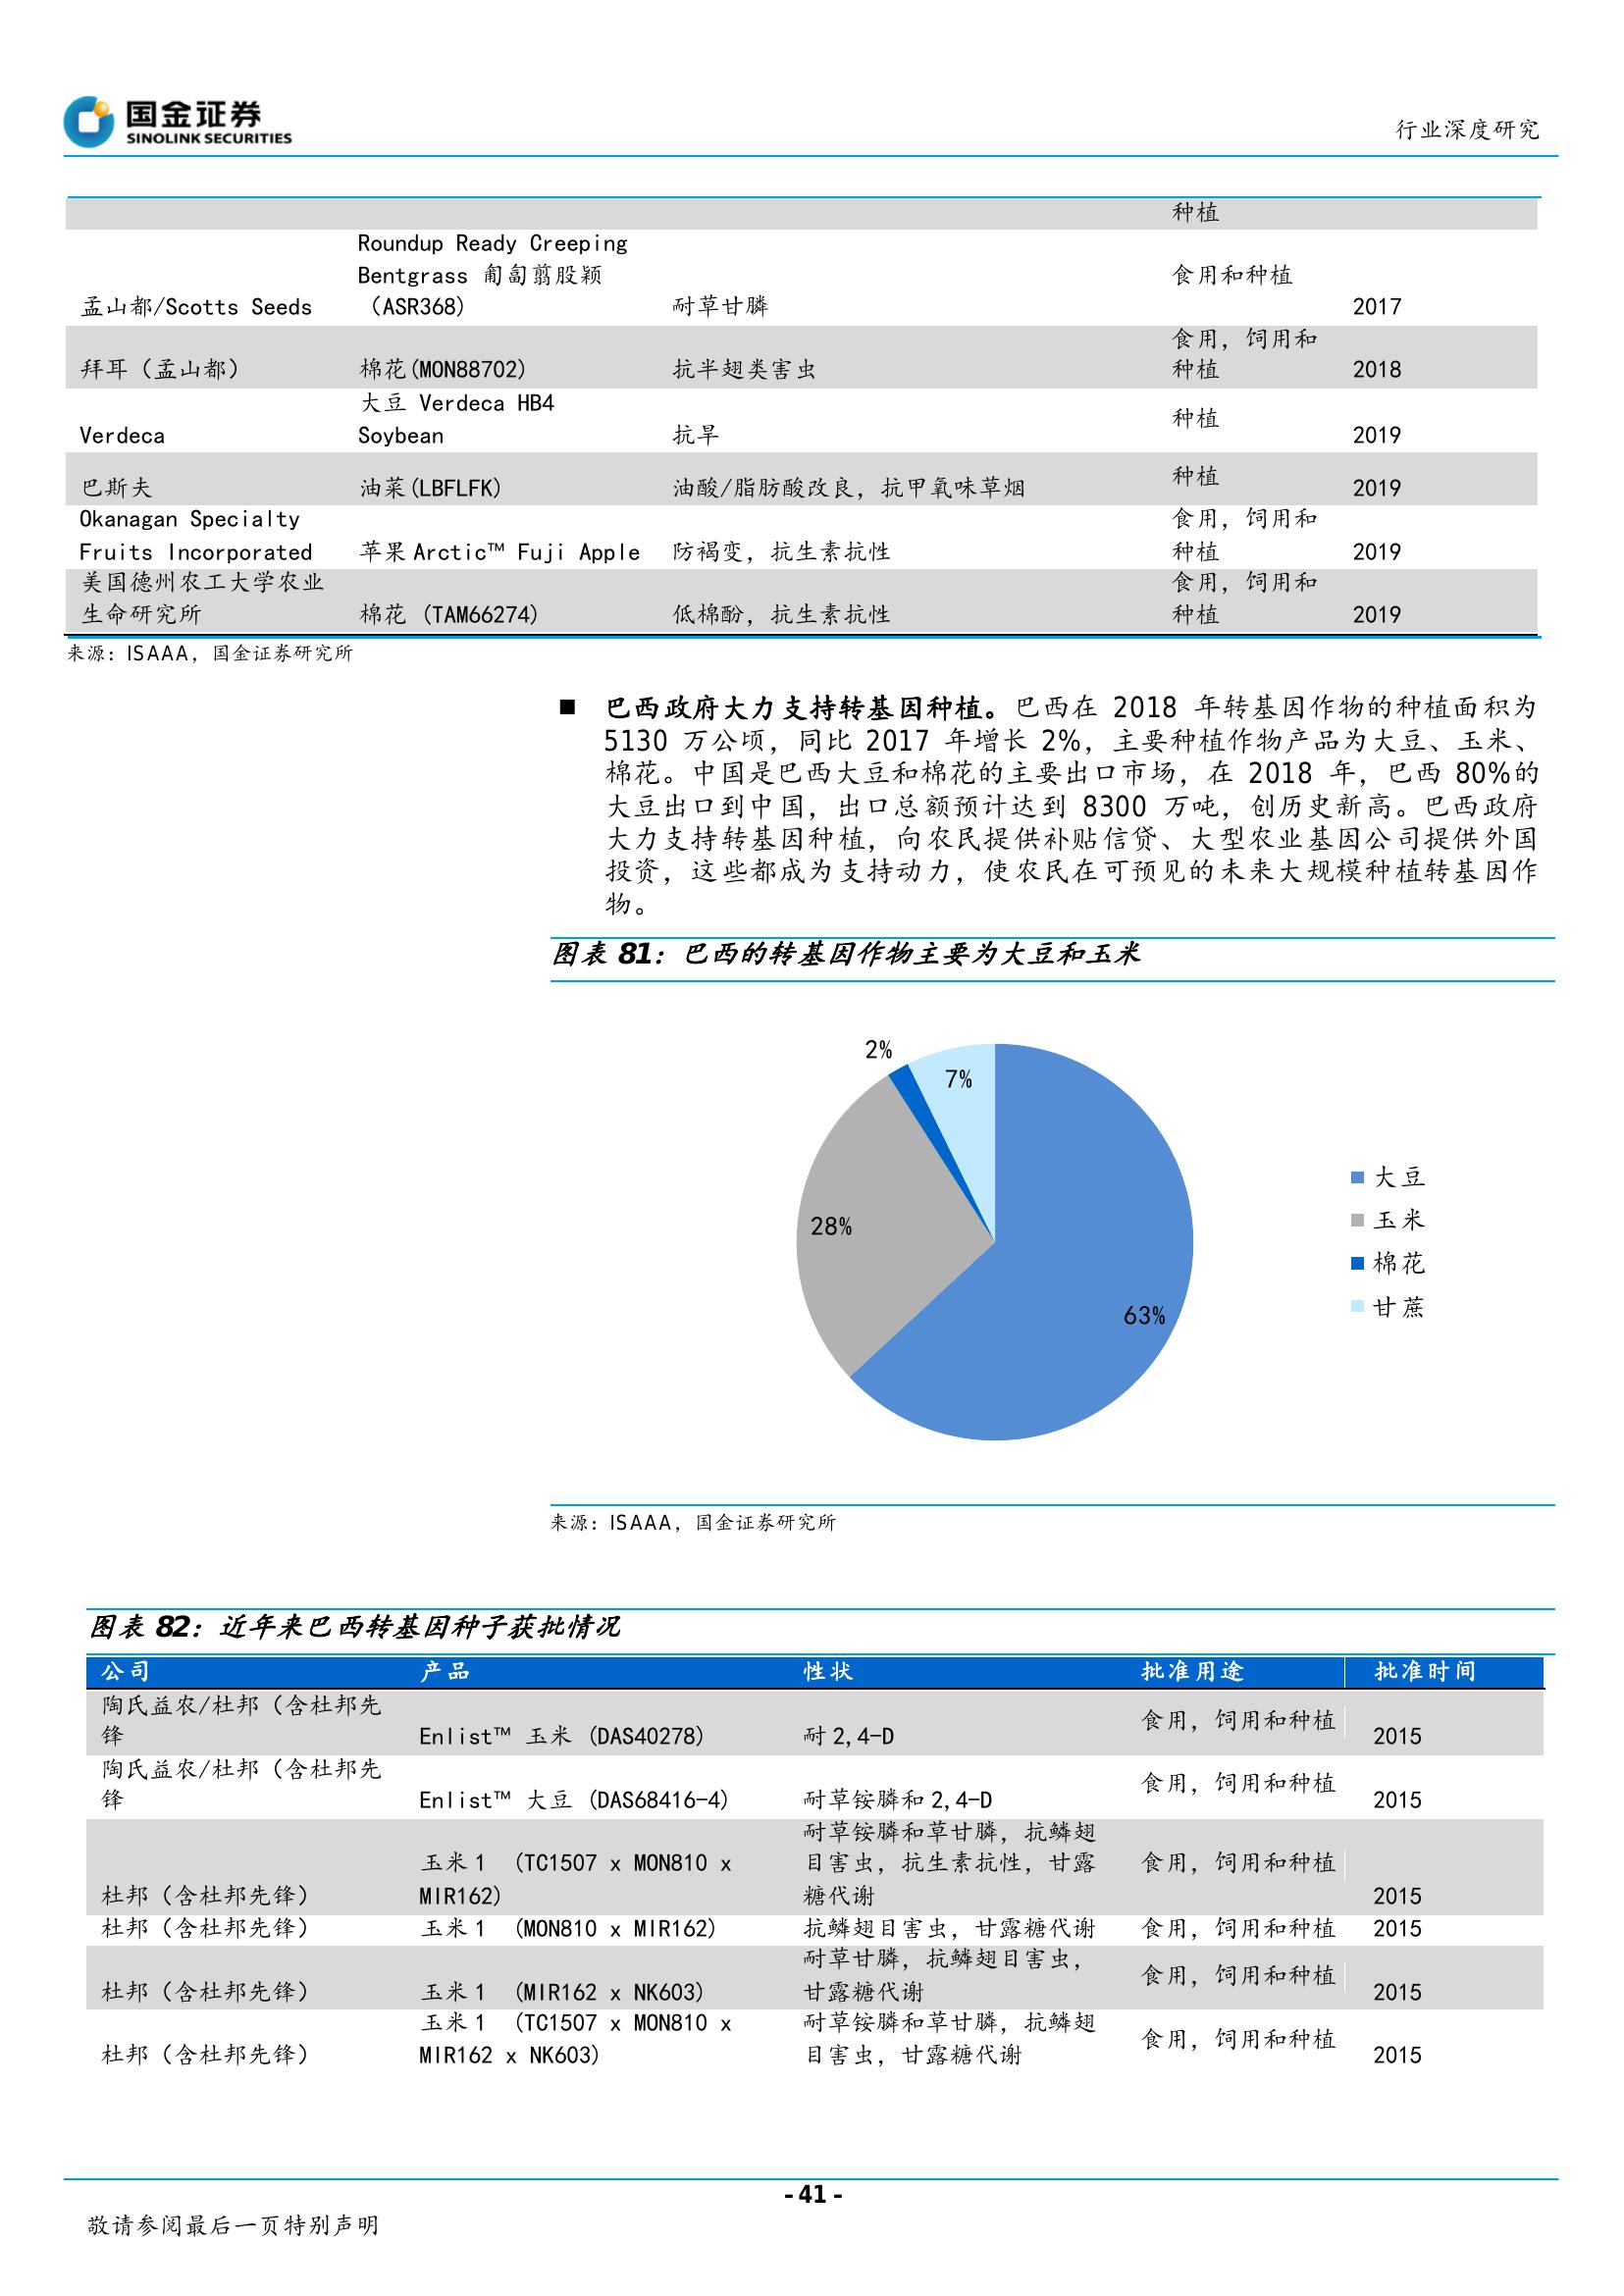 国金证券
SINOLINK SECURITIES
行业深度研究
种植
Roundup Ready Creeping
Bentgrass 匍匐翦股颖
食用和种植
孟山都/Scotts Seeds （ASR368） 耐草甘膦 2017
食用，饲用和
拜耳（孟山都） 棉花(MON88702) 抗半翅类害虫 种植 2018
大豆 Verdeca HB4
种植
Verdeca Soybean 抗旱 2019
种植
巴斯夫 油菜(LBFLFK) 油酸/脂肪酸改良，抗甲氧味草烟 2019
Okanagan Specialty 食用，饲用和
Fruits Incorporated 苹果 Arctic™ Fuji Apple 防褐变，抗生素抗性 种植 2019
美国德州农工大学农业 食用，饲用和
生命研究所 棉花 (TAM66274) 低棉酚，抗生素抗性 种植 2019
来源：ISAAA，国金证券研究所
■ 巴西政府大力支持转基因种植。巴西在 2018 年转基因作物的种植面积为
5130 万公顷，同比 2017 年增长 2%，主要种植作物产品为大豆、玉米、
棉花。中国是巴西大豆和棉花的主要出口市场，在 2018 年，巴西 80%的
大豆出口到中国，出口总额预计达到 8300 万吨，创历史新高。巴西政府
大力支持转基因种植，向农民提供补贴信贷、大型农业基因公司提供外国
投资，这些都成为支持动力，使农民在可预见的未来大规模种植转基因作
物。
图表 81：巴西的转基因作物主要为大豆和玉米
2%
7%
28%
63%
大豆
玉米
棉花
甘蔗
来源：ISAAA，国金证券研究所
图表 82：近年来巴西转基因种子获批情况
公司 产品 性状 批准用途 批准时间
陶氏益农/杜邦（含杜邦先
食用，饲用和种植
锋 Enlist™ 玉米 (DAS40278) 耐 2,4-D 2015
陶氏益农/杜邦（含杜邦先
食用，饲用和种植
锋 Enlist™ 大豆 (DAS68416-4) 耐草铵膦和 2,4-D 2015
耐草铵膦和草甘膦，抗鳞翅
玉米 1 (TC1507 x MON810 x 目害虫，抗生素抗性，甘露 食用，饲用和种植
杜邦（含杜邦先锋） MIR162) 糖代谢 2015
杜邦（含杜邦先锋） 玉米 1 (MON810 x MIR162) 抗鳞翅目害虫，甘露糖代谢 食用，饲用和种植 2015
耐草甘膦，抗鳞翅目害虫，
食用，饲用和种植
杜邦（含杜邦先锋） 玉米 1 (MIR162 x NK603) 甘露糖代谢 2015
玉米 1 (TC1507 x MON810 x 耐草铵膦和草甘膦，抗鳞翅
食用，饲用和种植
杜邦（含杜邦先锋） MIR162 x NK603) 目害虫，甘露糖代谢 2015
- 41 -
敬请参阅最后一页特别声明